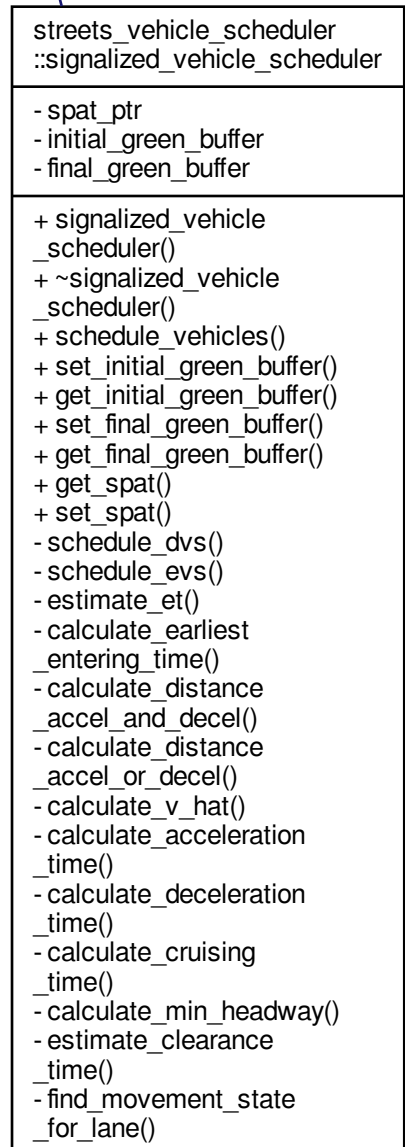 streets_vehicle_scheduler
::signalized_vehicle_scheduler
- spat_ptr
- initial_green_buffer
- final_green_buffer
+ signalized_vehicle
_scheduler()
+ ~signalized_vehicle
_scheduler()
+ schedule_vehicles()
+ set_initial_green_buffer()
+ get_initial_green_buffer()
+ set_final_green_buffer()
+ get_final_green_buffer()
+ get_spat()
+ set_spat()
- schedule_dvs()
- schedule_evs()
- estimate_et()
- calculate_earliest
_entering_time()
- calculate_distance
_accel_and_decel()
- calculate_distance
_accel_or_decel()
- calculate_v_hat()
- calculate_acceleration
_time()
- calculate_deceleration
_time()
- calculate_cruising
_time()
- calculate_min_headway()
- estimate_clearance
_time()
- find_movement_state
_for_lane()